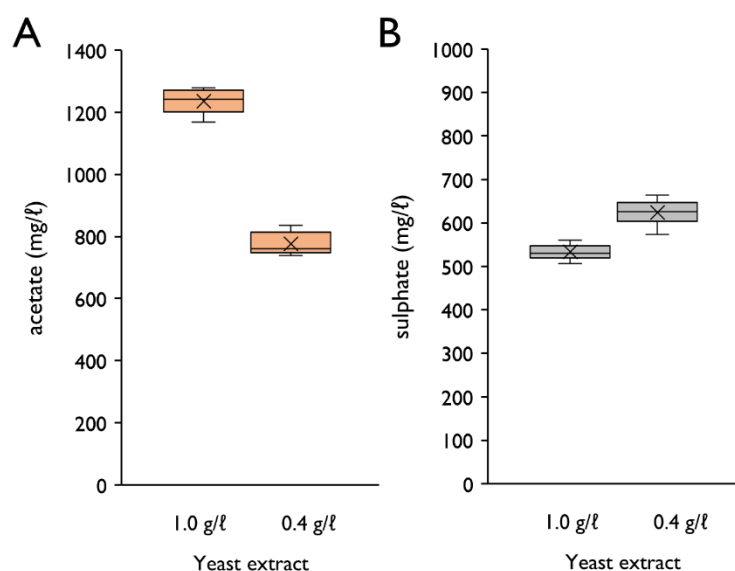 A
1400
1200
1000
800
600
400
200
0
acetate (mg/ℓ)
1.0 g/ℓ 0.4 g/ℓ
Yeast extract
B
1000
900
800
700
600
500
400
300
200
100
0
sulphate (mg/ℓ)
1.0 g/ℓ 0.4 g/ℓ
Yeast extract